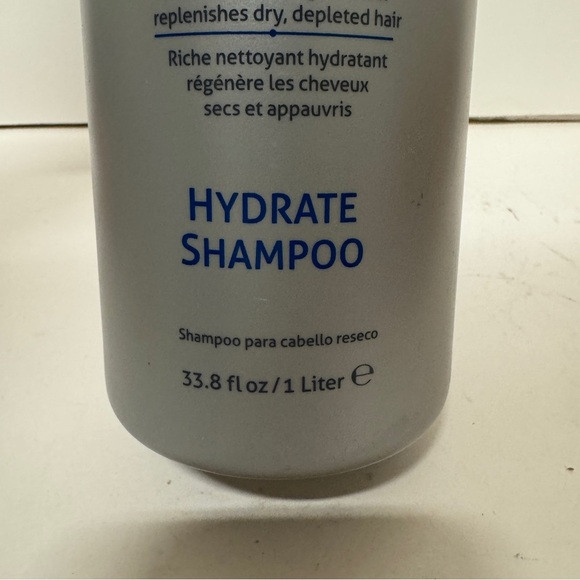 replenishes dry, depleted hair
Riche nettoyant hydratant
régénère les cheveux
secs et appauvris
HYDRATE
SHAMPOO
Shampoo para cabello reseco
33.8 fl oz / 1 Liter ℮